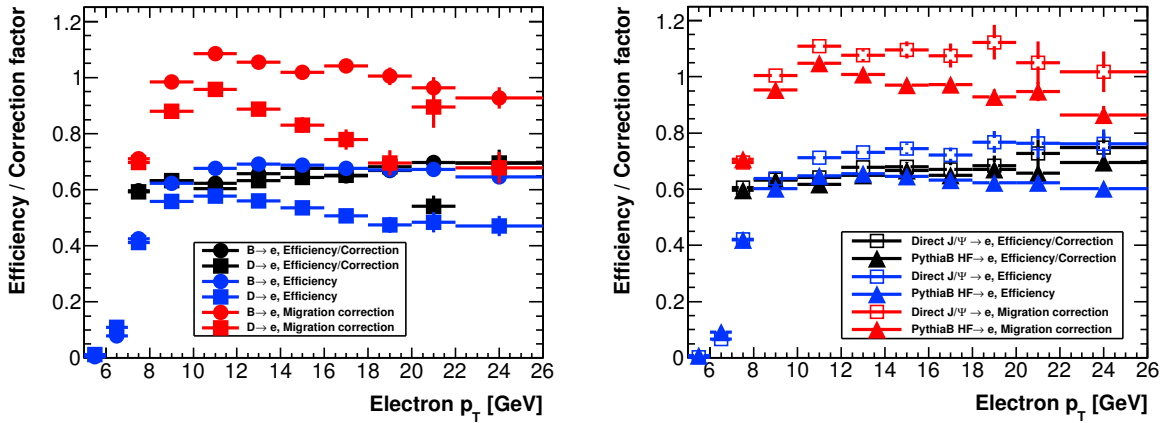 Efficiency / Correction factor
1.2
1
0.8
0.6
0.4
0.2
0
B→e, Efficiency/Correction
D→e, Efficiency/Correction
B→e, Efficiency
D→e, Efficiency
B→e, Migration correction
D→e, Migration correction
6 8 10 12 14 16 18 20 22 24 26
Electron p_T [GeV]
Efficiency / Correction factor
1.2
1
0.8
0.6
0.4
0.2
0
Direct J/Ψ→e, Efficiency/Correction
PythiaB HF→e, Efficiency/Correction
Direct J/Ψ→e, Efficiency
PythiaB HF→e, Efficiency
Direct J/Ψ→e, Migration correction
PythiaB HF→e, Migration correction
6 8 10 12 14 16 18 20 22 24 26
Electron p_T [GeV]